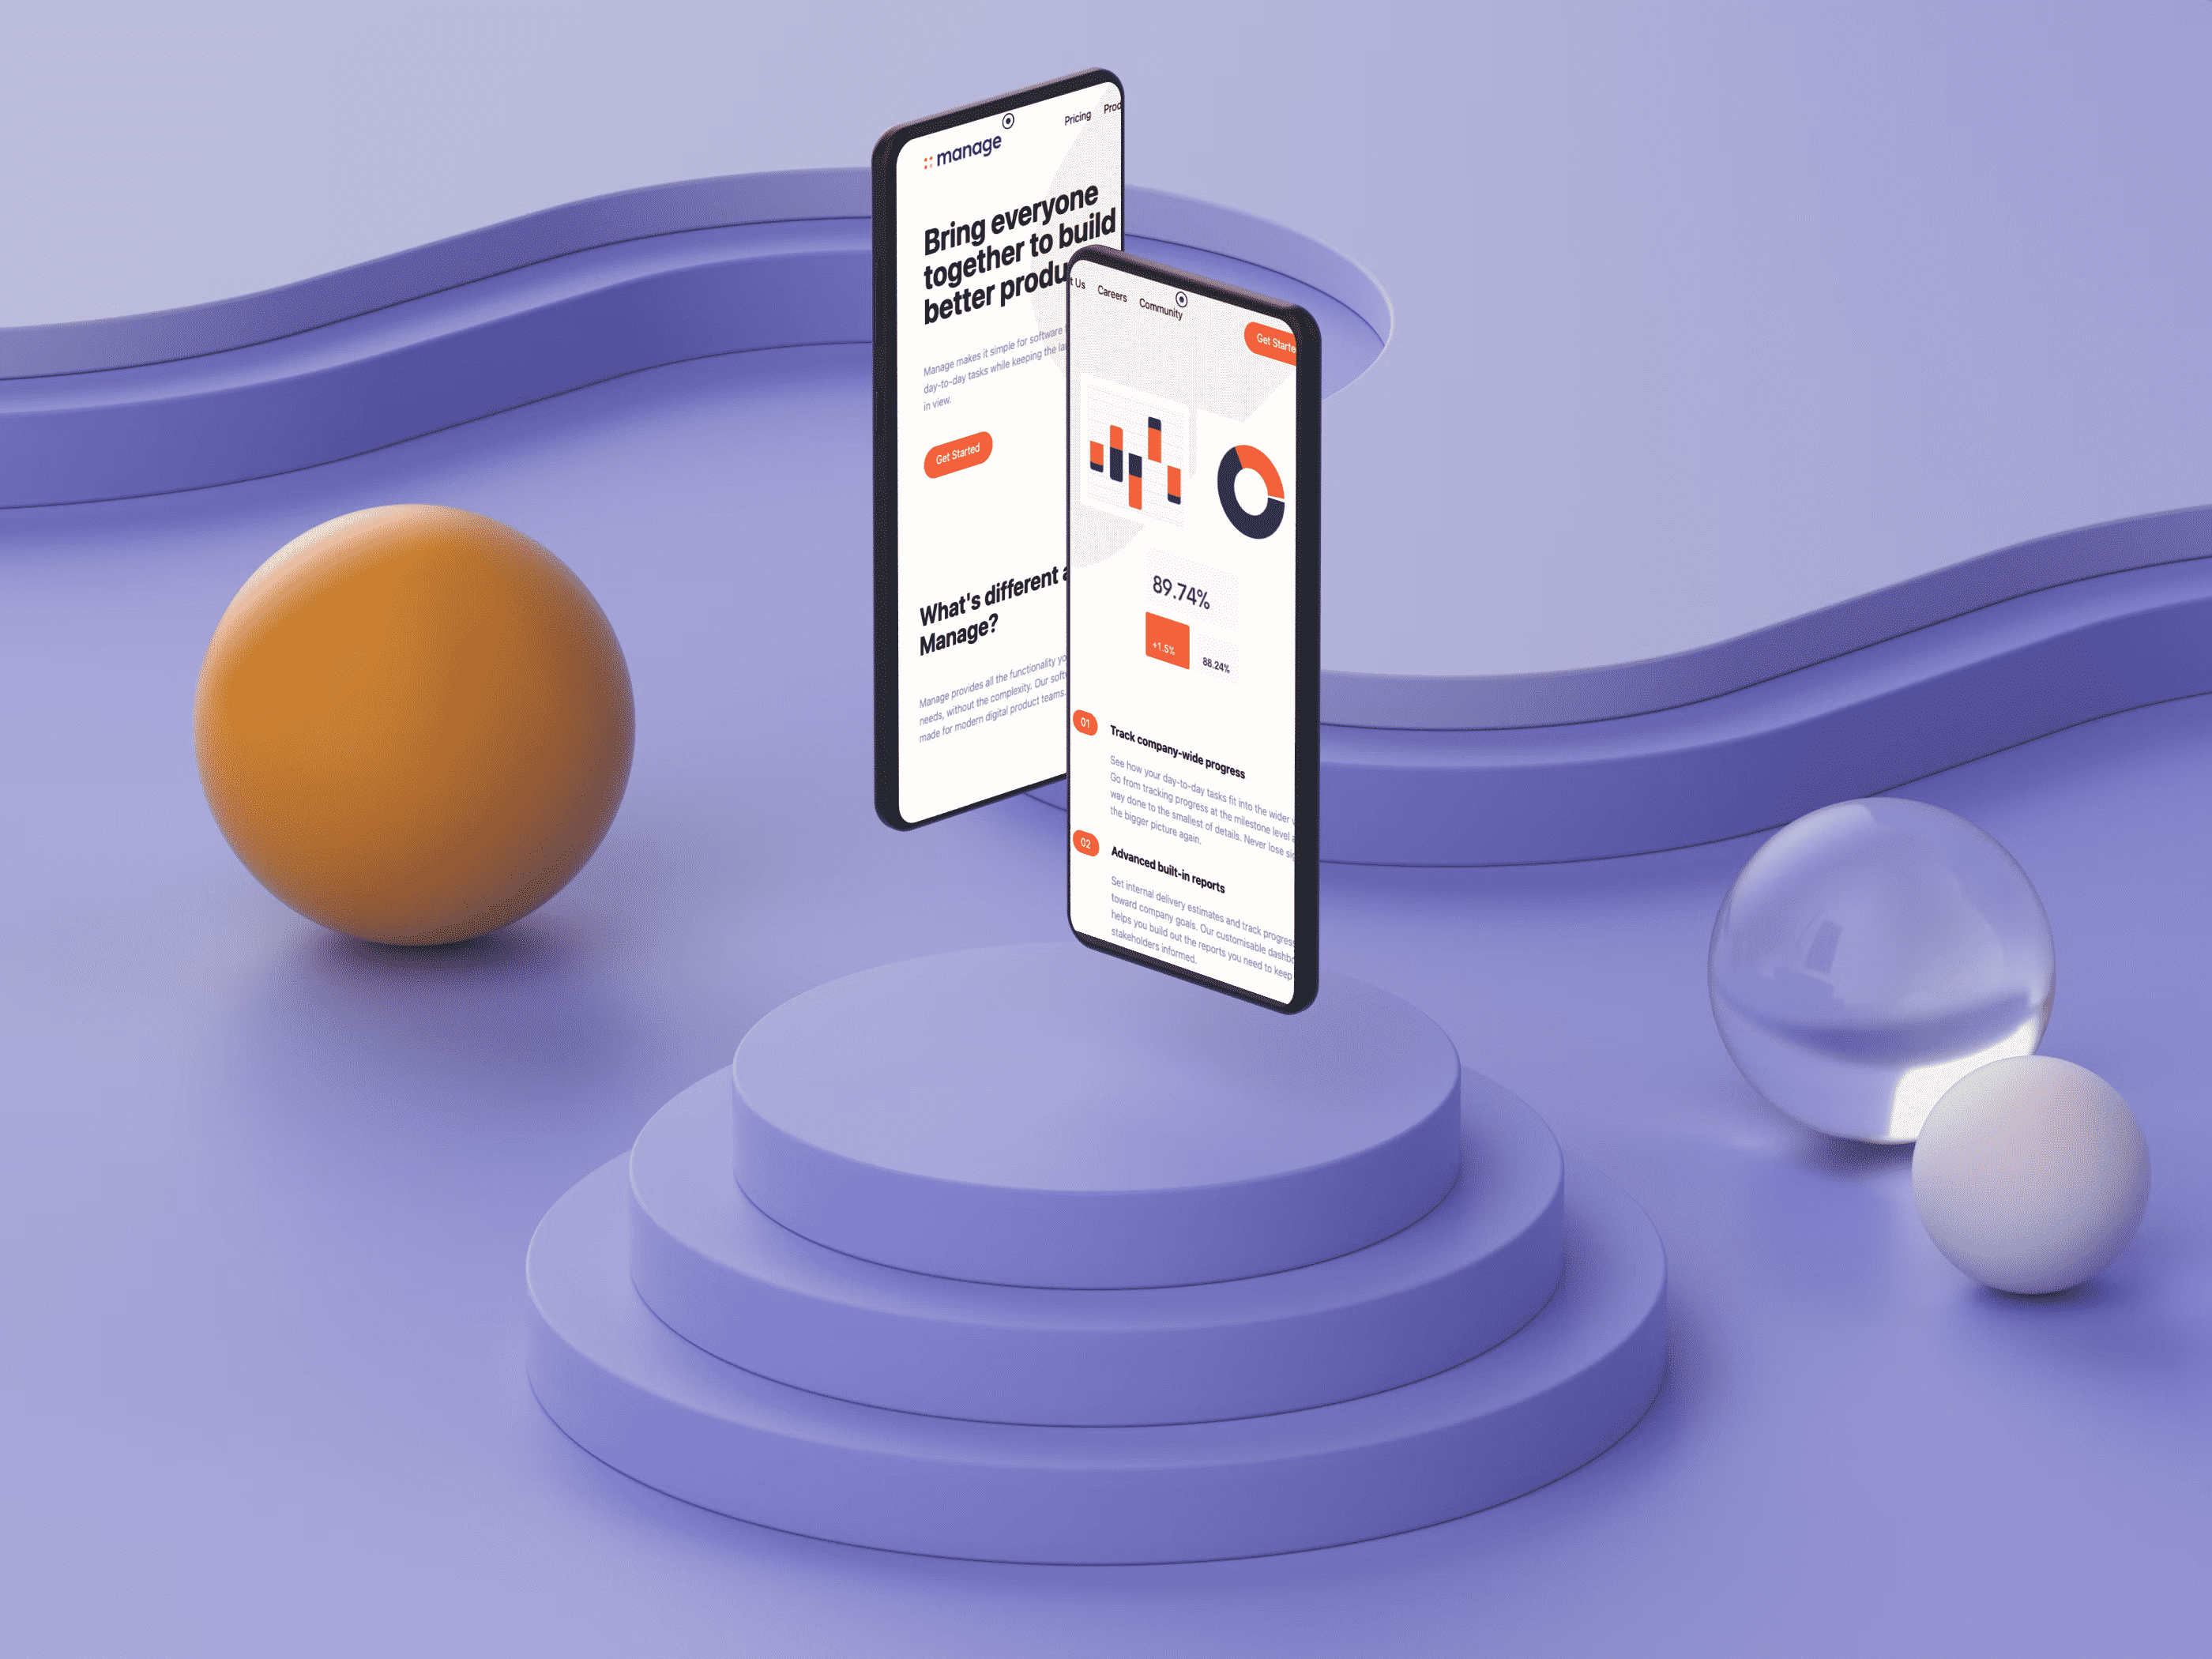 manage
Pricing
Bring everyone
together to build
better produ
Manage makes it simple for software
day-to-day tasks while keeping the
in view.
Get Started
What's different
Manage?
Manage provides all the functionality
needs, without the complexity. Our
made for modern digital product teams.
t Us Careers Community
Get Starte
89.74%
+1.5%
88.24%
01
Track company-wide progress
See how your day-to-day tasks fit into the wider
Go from tracking progress at the milestone level
way done to the smallest of details. Never lose
the bigger picture again.
02
Advanced built-in reports
Set internal delivery estimates and track progress
toward company goals. Our customisable
helps you build out the reports you need to keep
stakeholders informed.